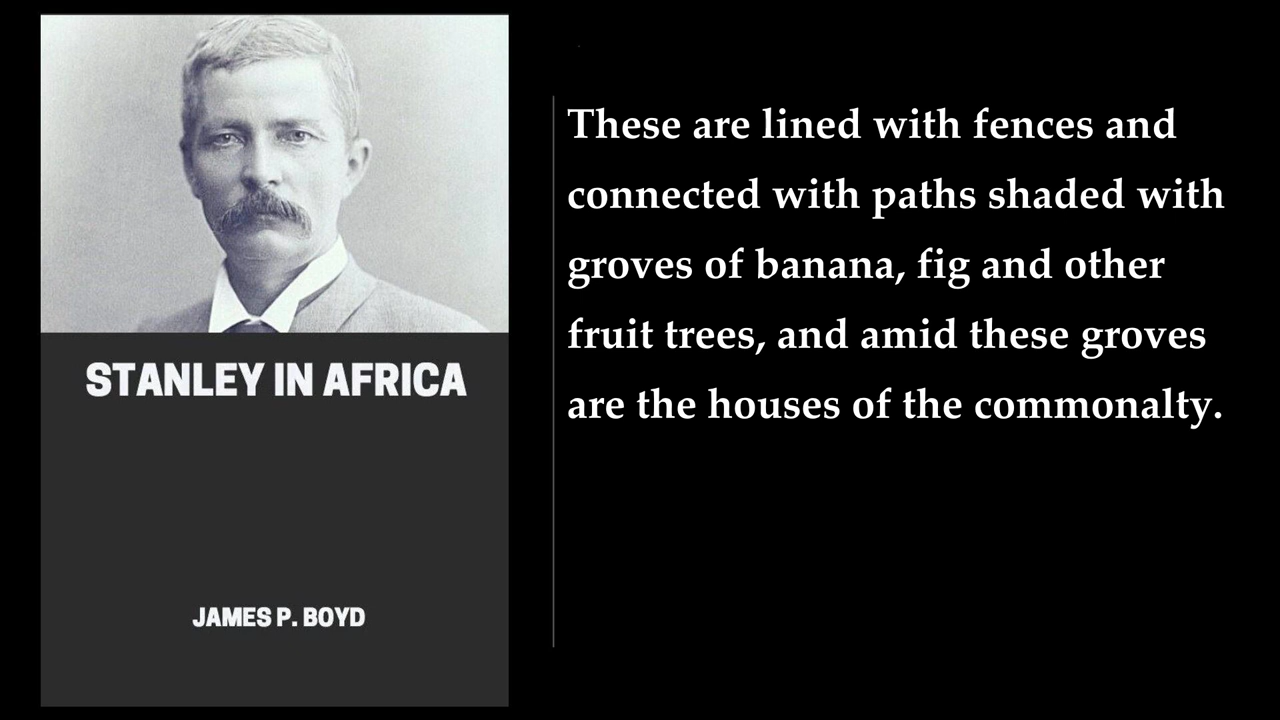 STANLEY IN AFRICA
JAMES P. BOYD
These are lined with fences and
connected with paths shaded with
groves of banana, fig and other
fruit trees, and amid these groves
are the houses of the commonalty.